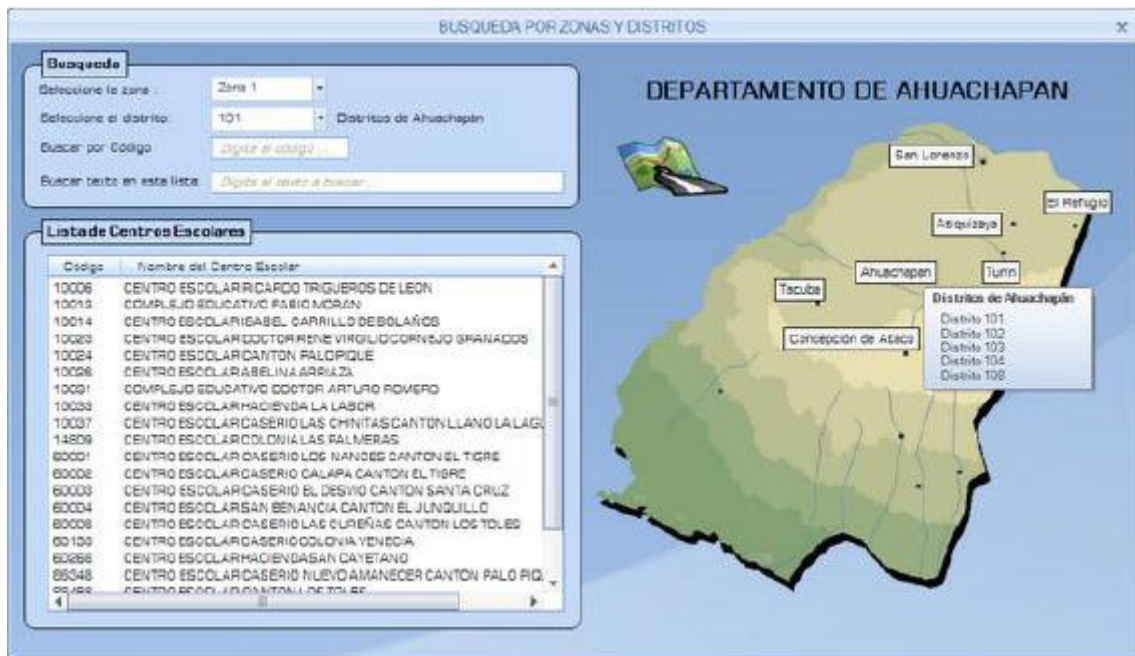 BUSQUEDA POR ZONAS Y DISTRITOS
x
Busqueda
Seleccione la zona :
Zona 1
Seleccione el distrito:
101
Distritos de Ahuachapán
Buscar por Código
Digite el código ...
Buscar texto en esta lista:
Digite el texto a buscar...
Lista de Centros Escolares
Código Nombre del Centro Escolar
10006 CENTRO ESCOLAR RICARDO TRIGUEROS DE LEON
10013 COMPLEJO EDUCATIVO FABIO MORAN
10014 CENTRO ESCOLAR ISABEL CARRILLO DE BOLAÑOS
10023 CENTRO ESCOLAR DOCTOR RENE VIRGILIO CORNEJO GRANADOS
10024 CENTRO ESCOLAR CANTON PALO PIQUE
10026 CENTRO ESCOLAR ABELINA ARRIAZA
10031 COMPLEJO EDUCATIVO DOCTOR ARTURO ROMERO
10033 CENTRO ESCOLAR HACIENDA LA LABOR
10037 CENTRO ESCOLAR CASERIO LAS CHINITAS CANTON LLANO LA LAGU
14809 CENTRO ESCOLAR COLONIA LAS PALMERAS
60001 CENTRO ESCOLAR CASERIO LOS NANCES CANTON EL TIGRE
60002 CENTRO ESCOLAR CASERIO CALAPA CANTON EL TIGRE
60003 CENTRO ESCOLAR CASERIO EL DESVIO CANTON SANTA CRUZ
60004 CENTRO ESCOLAR SAN BENANCIA CANTON EL JUNQUILLO
CENTRO ESCOLAR CASERIO LAS CUREÑAS CANTON LOS TOLES
60130 CENTRO ESCOLAR CASERIO COLONIA VENECIA
CENTRO ESCOLAR HACIENDA SAN CAYETANO
86348 CENTRO ESCOLAR CASERIO NUEVO AMANECER CANTON PALO PIQ
CENTRO ESCOLAR CANTON LOS TOLES
DEPARTAMENTO DE AHUACHAPAN
San Lorenzo
El Refugio
Atiquizaya
Ahuachapan
Turin
Tacuba
Concepción de Ataco
Distritos de Ahuachapán
Distrito 101
Distrito 102
Distrito 103
Distrito 104
Distrito 108